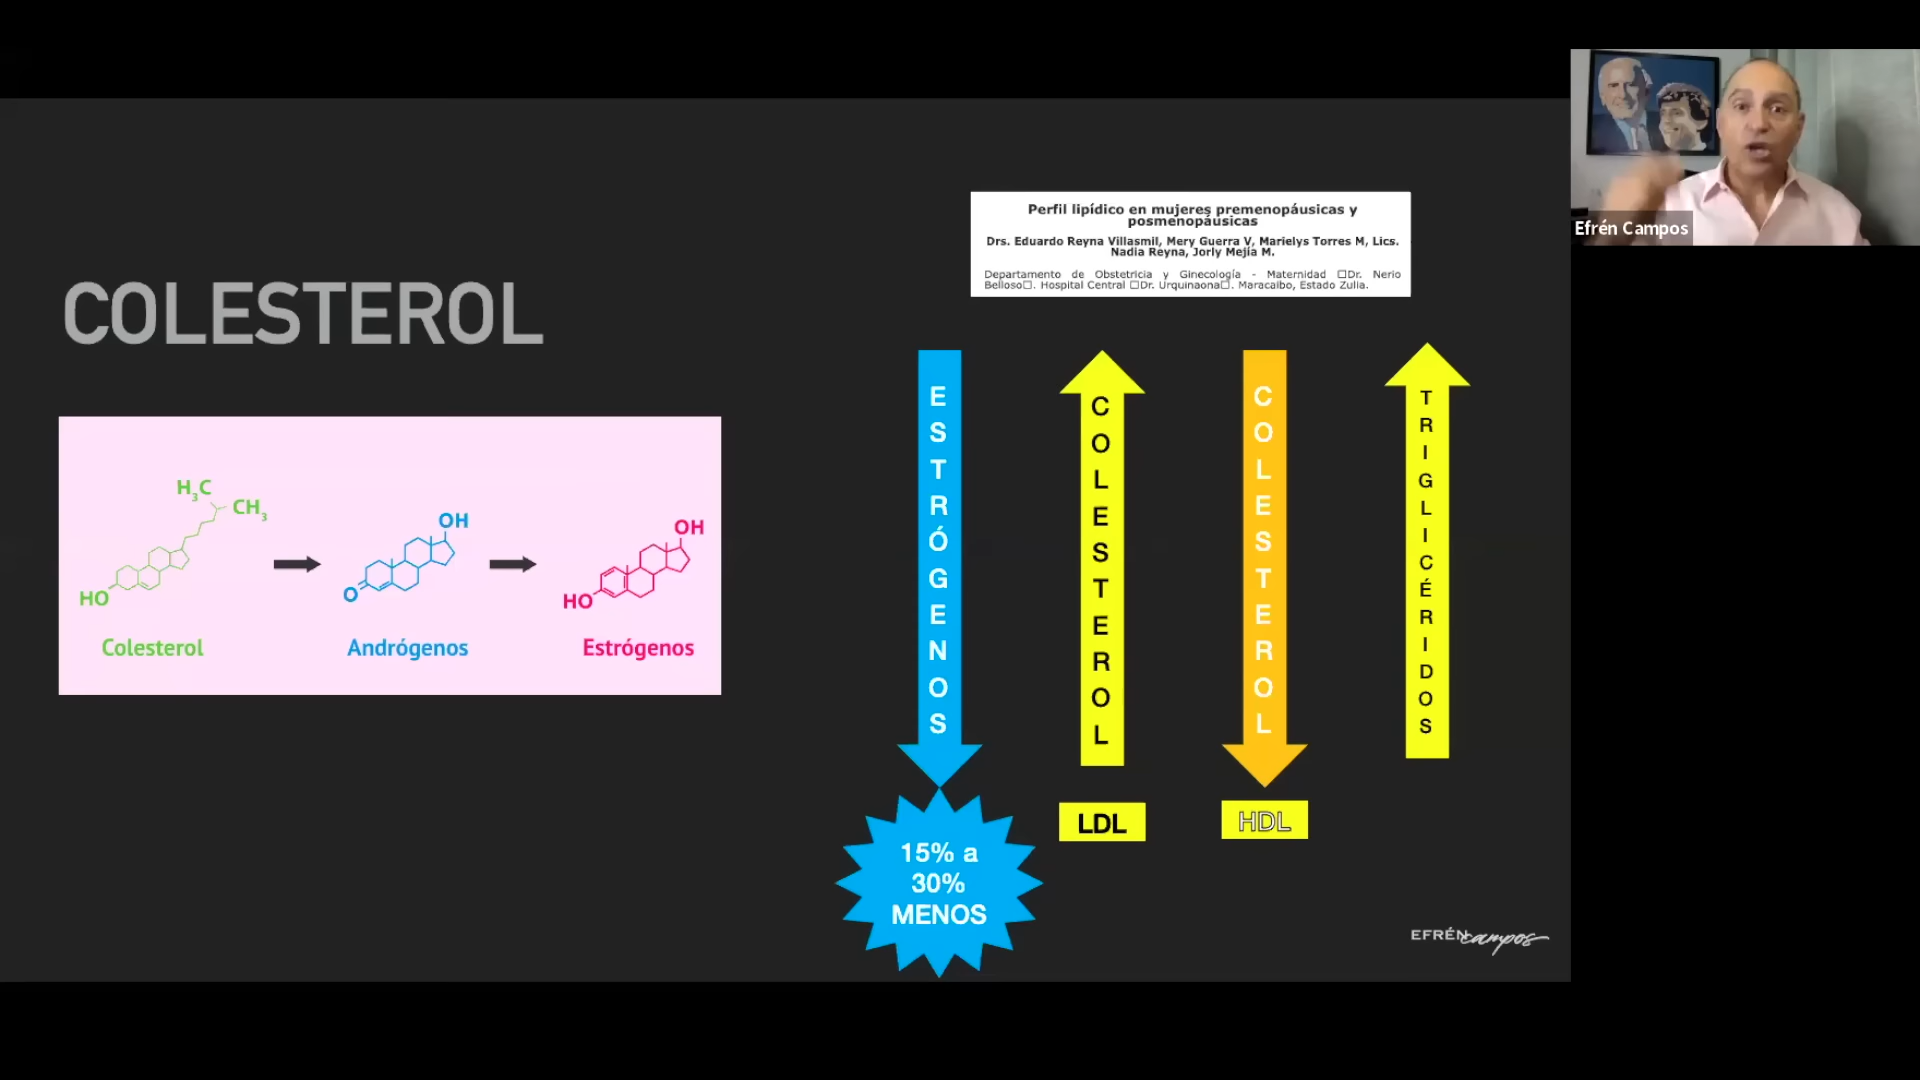 COLESTEROL
H3C
CH3
HO
Colesterol
OH
O
Andrógenos
OH
HO
Estrógenos
Perfil lipídico en mujeres premenopáusicas y
posmenopáusicas
Drs. Eduardo Reyna Villasmil, Mery Guerra V, Marielys Torres M, Lics.
Nadia Reyna, Jorly Mejía M.
Departamento de Obstetricia y Ginecología - Maternidad □Dr. Nerio
Belloso□. Hospital Central □Dr. Urquinaona□. Maracaibo, Estado Zulia.
ESTRÓGENOS
COLESTEROL
COLESTEROL
TRIGLICÉRIDOS
15% a
30%
MENOS
LDL
HDL
EFRÉN campos
Efrén Campos